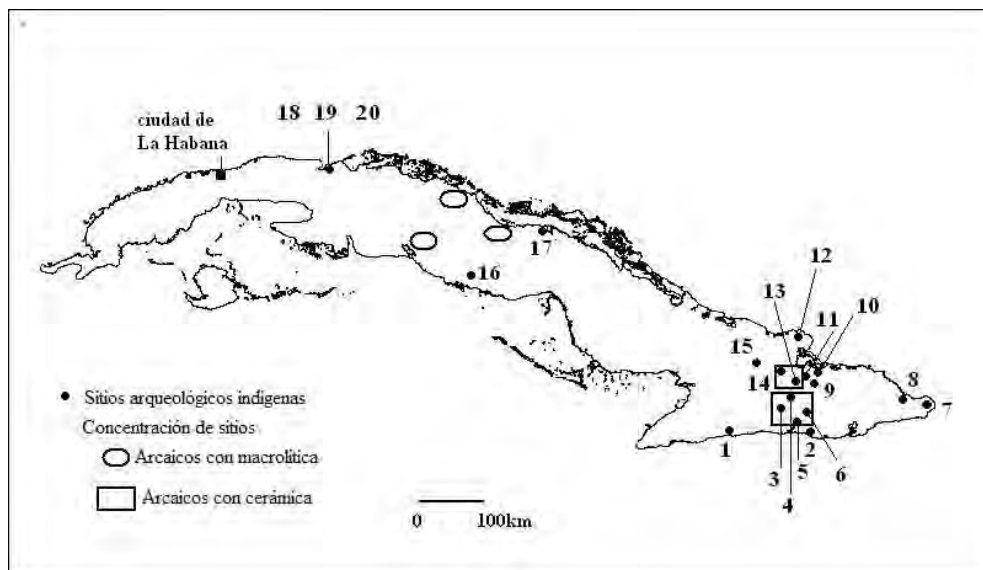 18 19 20
ciudad de
La Habana
17
16
12
13
11
10
15
14
9
8
7
1
2
6
5
3
4
Sitios arqueológicos indígenas
Concentración de sitios
Arcaicos con macrolítica
Arcaicos con cerámica
0 100km